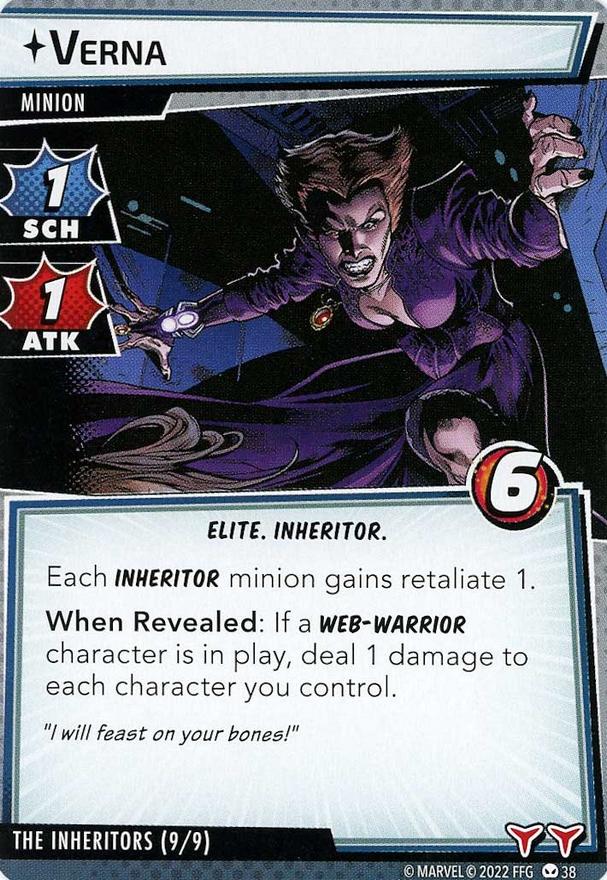 VERNA
MINION
1
SCH
1
ATK
6
ELITE. INHERITOR.
Each INHERITOR minion gains retaliate 1.
When Revealed: If a WEB-WARRIOR
character is in play, deal 1 damage to
each character you control.
"I will feast on your bones!"
THE INHERITORS (9/9)
© MARVEL © 2022 FFG 38